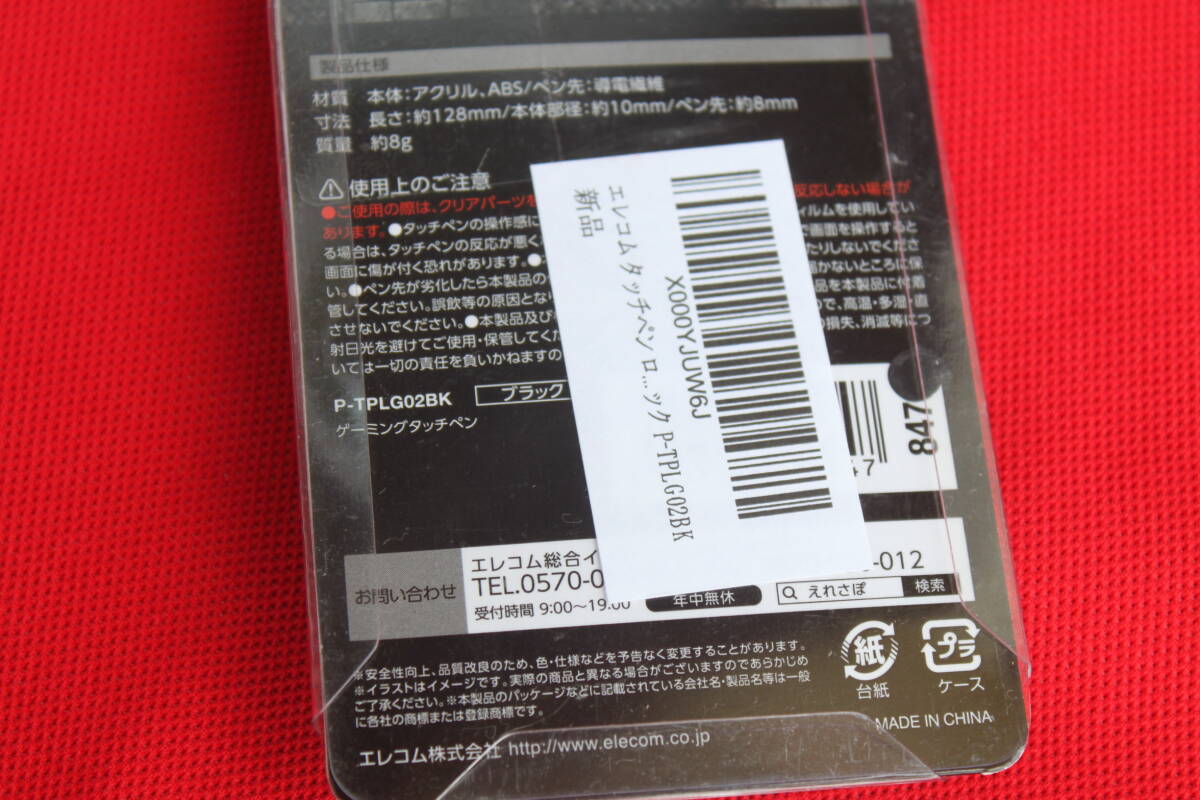 製品仕様
材質 本体：アクリル、ABS/ペン先：導電繊維
寸法 長さ：約128mm/本体部径：約10mm/ペン先：約8mm
質量 約8g
⚠使用上のご注意
●ご使用の際は、クリアパーツを 反応しない場合が
あります。●タッチペンの操作感に フィルムを使用してい
る場合は、タッチペンの反応が悪く で画面を操作すると
画面に傷が付く恐れがあります。● たりしないでくださ
い。●ペン先が劣化したら本製品の 届かないところに保
管してください。誤飲等の原因とな 品を本製品に付着
させないでください。●本製品及び ので、高温・多湿・直
射日光を避けてご使用・保管してくだ の損失、消滅等につ
いては一切の責任を負いかねますの
P-TPLG02BK ブラック
ゲーミングタッチペン
X000YJUW6J
エレコム タッチペン ロ...ック P-TPLG02BK
新品
847
47
お問い合わせ
エレコム総合イ
TEL.0570-0 -012
受付時間 9:00〜19:00 年中無休 えれさぽ 検索
※安全性向上、品質改良のため、色・仕様などを予告なく変更することがあります。
※イラストはイメージです。実際の商品と異なる場合がございますのであらかじめ
ご了承ください。※本製品のパッケージなどに記載されている会社名・製品名等は一般
に各社の商標または登録商標です。
紙
台紙
プラ
ケース
MADE IN CHINA
エレコム株式会社 http://www.elecom.co.jp